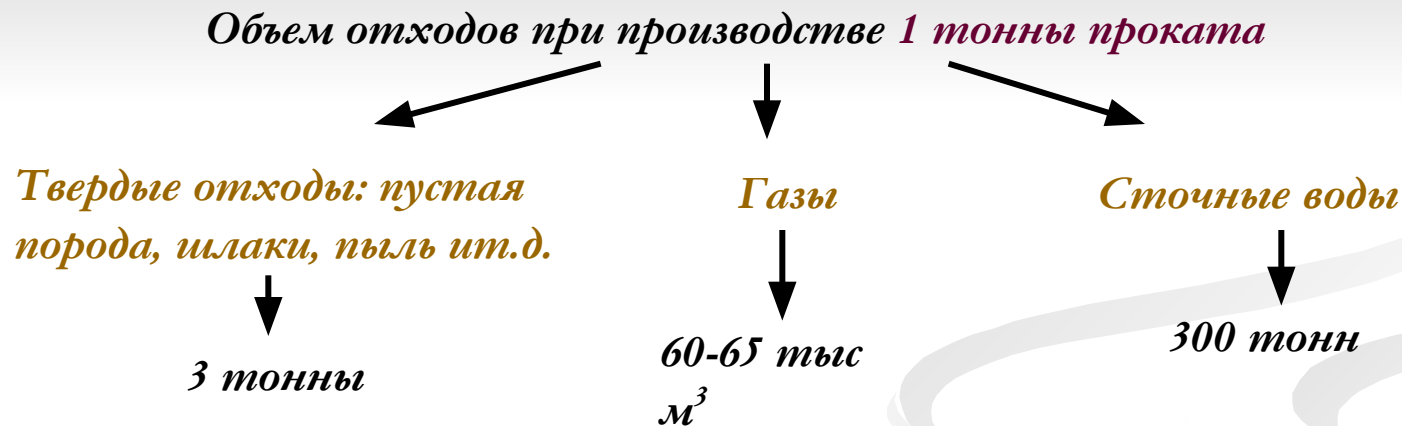 Объем отходов при производстве 1 тонны проката
Твердые отходы: пустая
порода, шлаки, пыль ит.д.
Газы
Сточные воды
3 тонны
60-65 тыс
м³
300 тонн